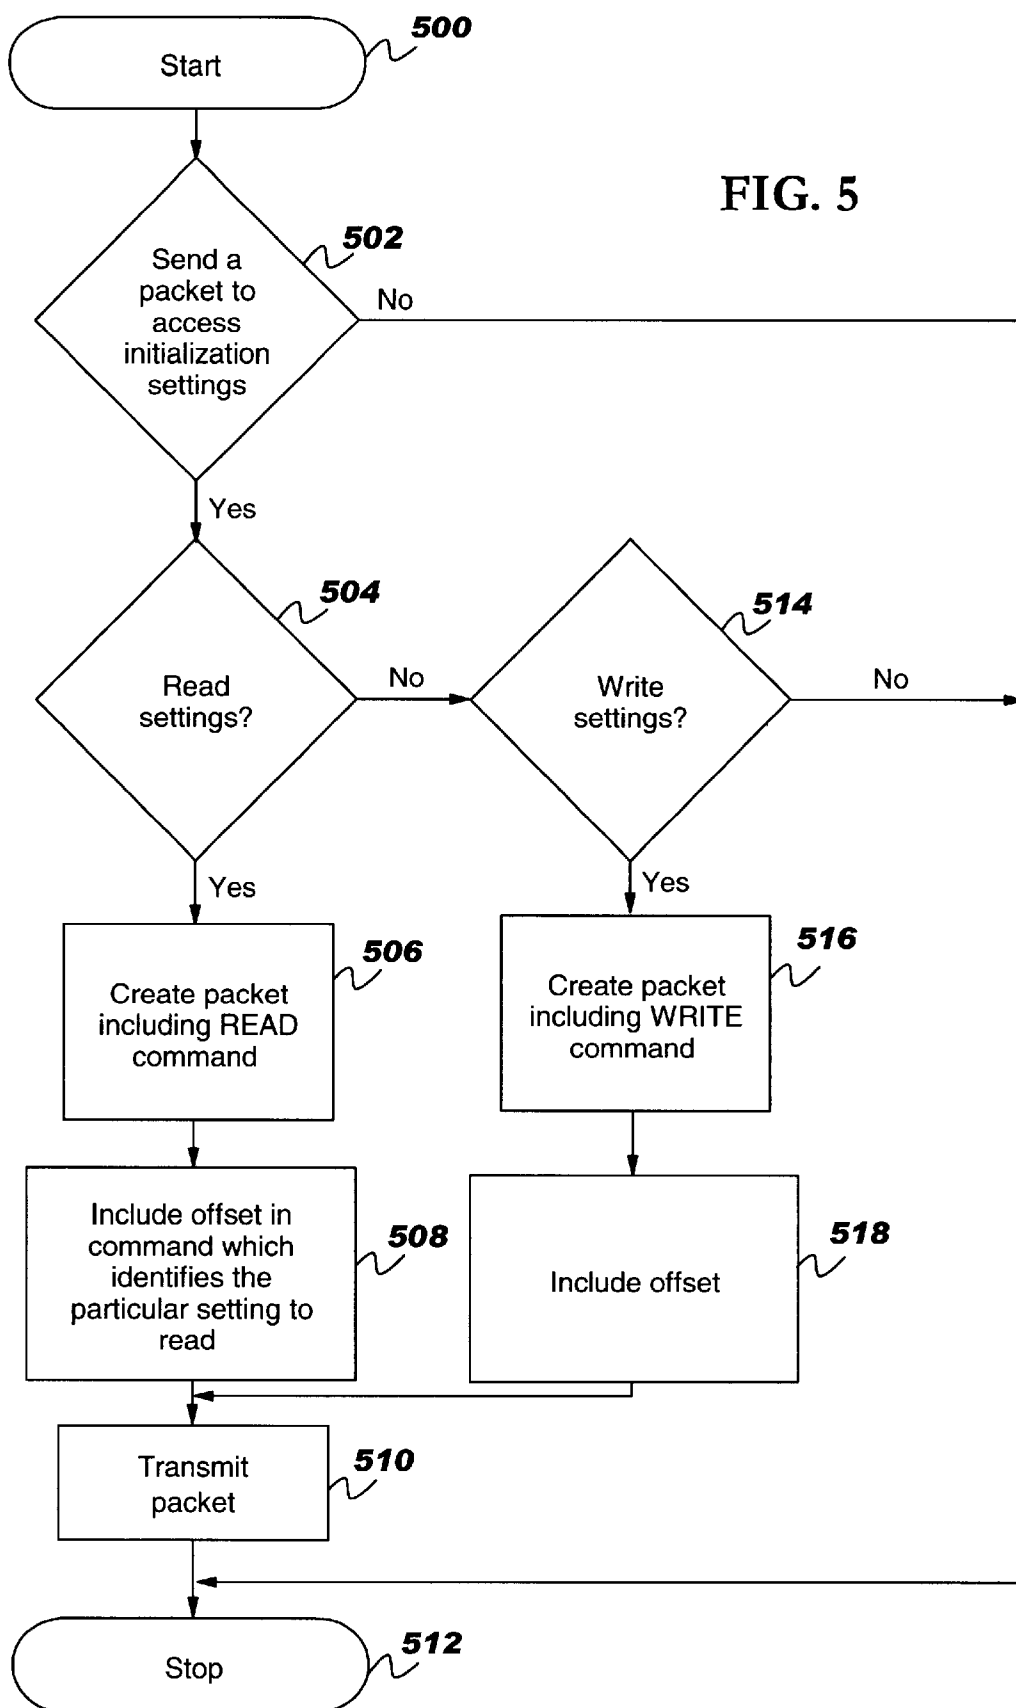 500
Start
FIG. 5
502
Send a
packet to
access
initialization
settings
No
Yes
504
Read
settings?
No
514
Write
settings?
No
Yes
Yes
506
Create packet
including READ
command
516
Create packet
including WRITE
command
508
Include offset in
command which
identifies the
particular setting to
read
518
Include offset
510
Transmit
packet
512
Stop